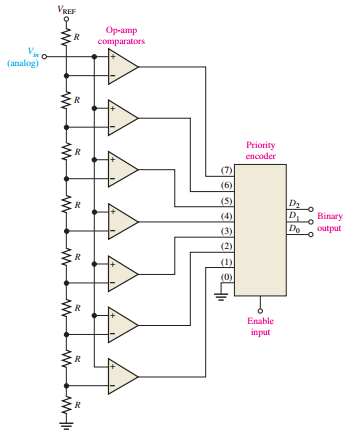 VREF
R
Op-amp
comparators
Vin
(analog)
+
−
R
+
−
R
+
−
R
+
−
R
+
−
R
+
−
R
+
−
R
Priority
encoder
(7)
(6)
(5)
(4)
(3)
(2)
(1)
(0)
D2
D1
D0
Binary
output
Enable
input